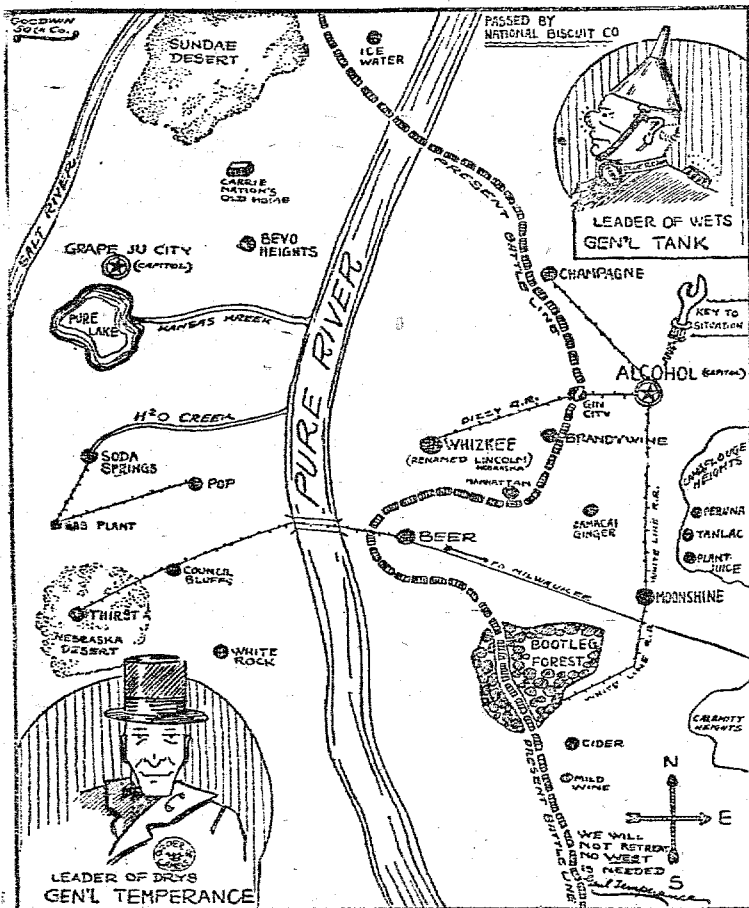 GOODWIN
SOCK CO.
SUNDAE
DESERT
ICE
WATER
PASSED BY
NATIONAL BISCUIT CO
SALT RIVER
CARRIE
NATION'S
OLD HOME
BEVO
HEIGHTS
GRAPE JU CITY
(CAPITOL)
PURE
LAKE
KANSAS KREEK
PURE RIVER
PRESENT BATTLE LINE
LEADER OF WETS
GEN'L TANK
CHAMPAGNE
KEY TO
SITUATION
ALCOHOL (CAPITOL)
GIN
CITY
DIZZY R.R.
WHIZKEE
(RENAMED LINCOLN)
NEBRASKA
BRANDYWINE
MANHATTAN
H2O CREEK
SODA
SPRINGS
POP
GAS PLANT
CAMOFLOUGE
HEIGHTS
PERUNA
TANLAC
PLANT
JUICE
JAMACAI
GINGER
WHITE LINE R.R.
BEER
TO MILWAUKEE
MOONSHINE
COUNCIL
BLUFFS
THIRST
NEBRASKA
DESERT
WHITE
ROCK
BOOTLEG
FOREST
WHITE LINE R.R.
CALAMITY
HEIGHTS
PRESENT BATTLE LINE
CIDER
MILD
WINE
N
E
S
WE WILL
NOT RETREAT
NO WEST
IS NEEDED
Temperance
LEADER OF DRYS
GEN'L TEMPERANCE